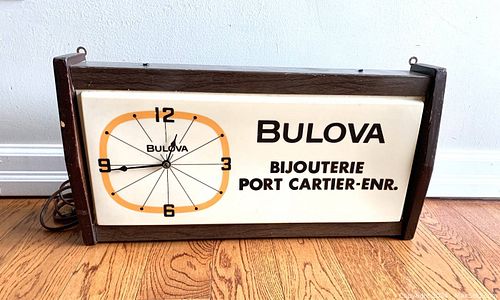 12
BULOVA
9
3
6
BULOVA
BIJOUTERIE
PORT CARTIER-ENR.